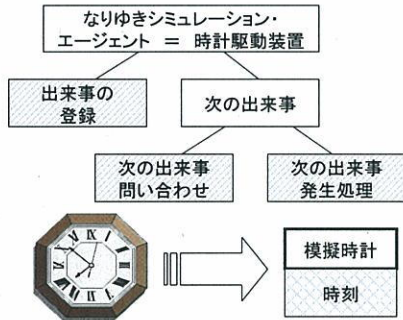 なりゆきシミュレーション・
エージェント ＝ 時計駆動装置
出来事の
登録
次の出来事
次の出来事
問い合わせ
次の出来事
発生処理
模擬時計
時刻